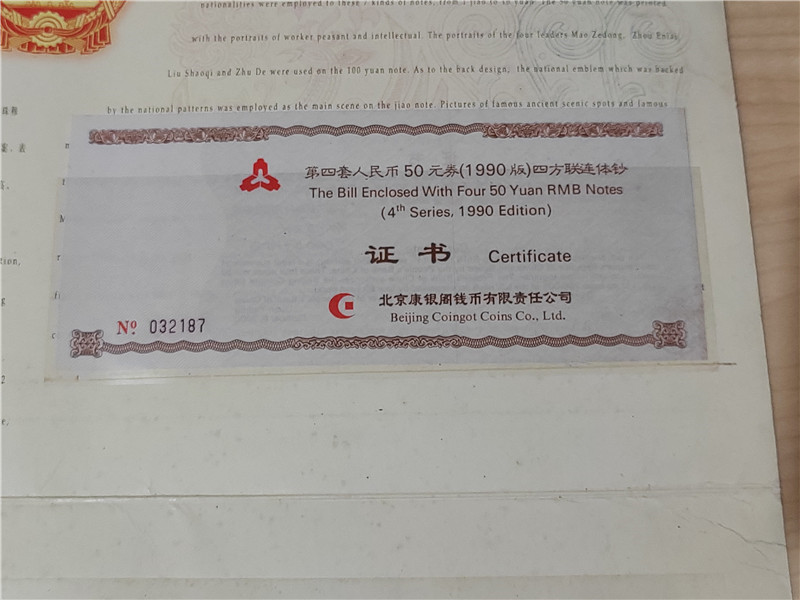 nationalities were employed to these 7 kinds of notes, from 1 jiao to 10 yuan. The 50 yuan note was printed
with the portraits of worker peasant and intellectual. The portraits of the four leaders Mao Zedong, Zhou Enlai,
Liu Shaoqi and Zhu De were used on the 100 yuan note. As to the back design, the national emblem which was backed
by the national patterns was employed as the main scene on the jiao note. Pictures of famous ancient scenic spots and famous
第四套人民币50元券(1990版)四方联连体钞
The Bill Enclosed With Four 50 Yuan RMB Notes
(4th Series, 1990 Edition)
证书 Certificate
北京康银阁钱币有限责任公司
Beijing Coingot Coins Co., Ltd.
Nº 032187